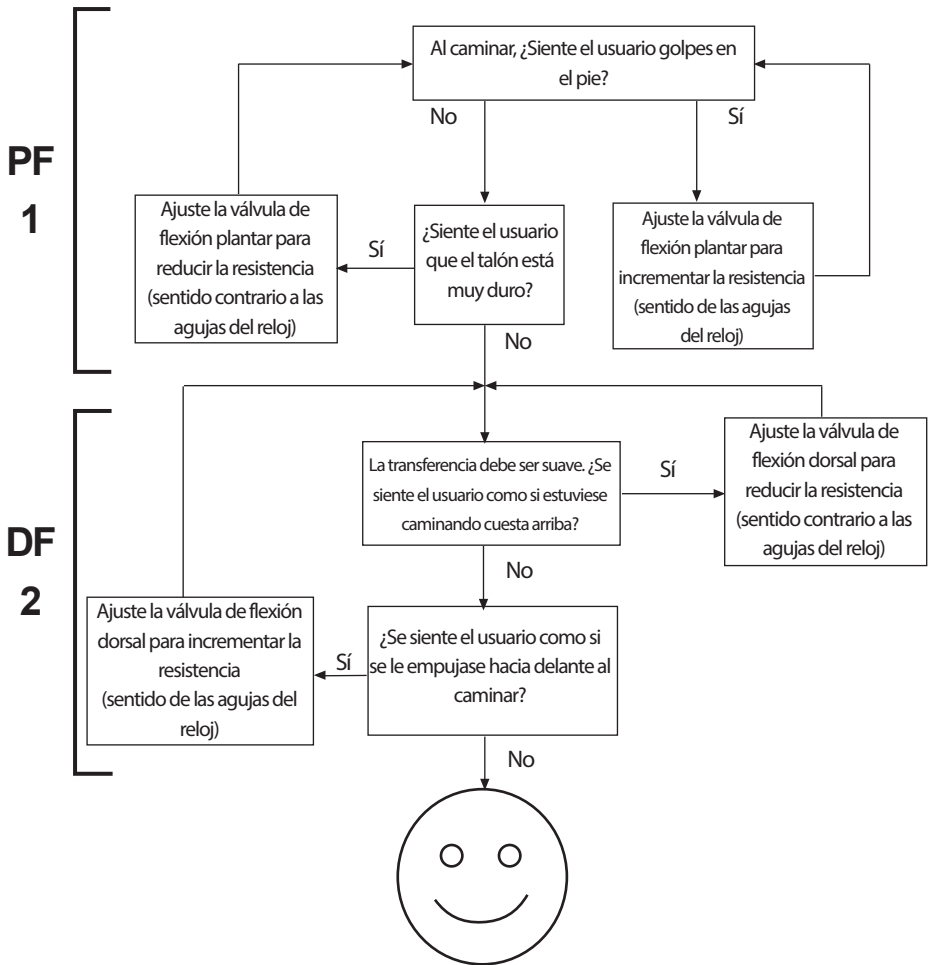 Al caminar, ¿Siente el usuario golpes en
el pie?
No
Sí
PF
1
Ajuste la válvula de
flexión plantar para
reducir la resistencia
(sentido contrario a las
agujas del reloj)
Sí
¿Siente el usuario
que el talón está
muy duro?
Ajuste la válvula de
flexión plantar para
incrementar la resistencia
(sentido de las agujas
del reloj)
No
DF
2
La transferencia debe ser suave. ¿Se
siente el usuario como si estuviese
caminando cuesta arriba?
Sí
Ajuste la válvula de
flexión dorsal para
reducir la resistencia
(sentido contrario a las
agujas del reloj)
No
Ajuste la válvula de flexión
dorsal para incrementar la
resistencia
(sentido de las agujas del
reloj)
Sí
¿Se siente el usuario como si
se le empujase hacia delante al
caminar?
No